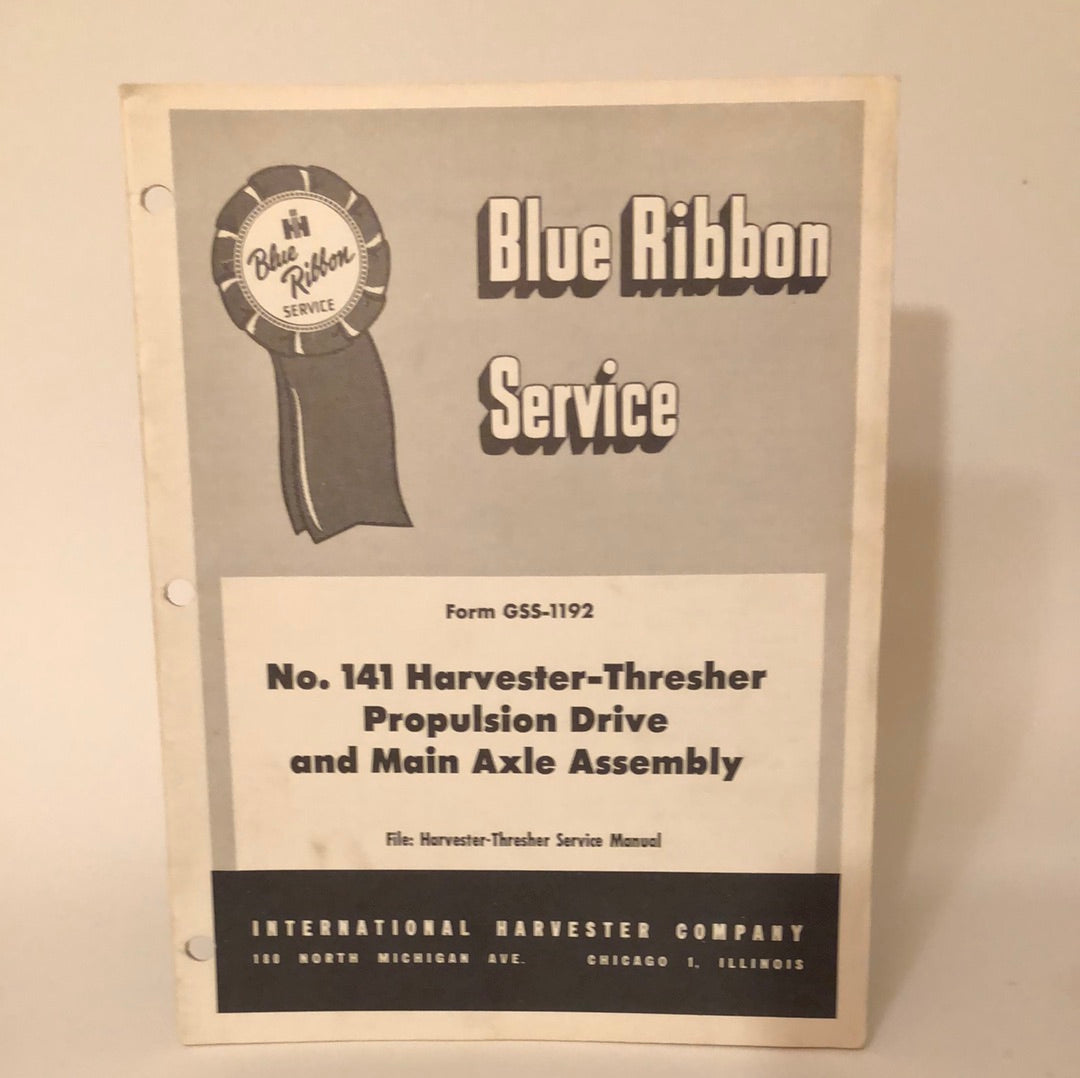 IH
Blue
Ribbon
SERVICE
Blue Ribbon
Service
Form GSS-1192
No. 141 Harvester-Thresher
Propulsion Drive
and Main Axle Assembly
File: Harvester-Thresher Service Manual
INTERNATIONAL HARVESTER COMPANY
180 NORTH MICHIGAN AVE. CHICAGO 1, ILLINOIS